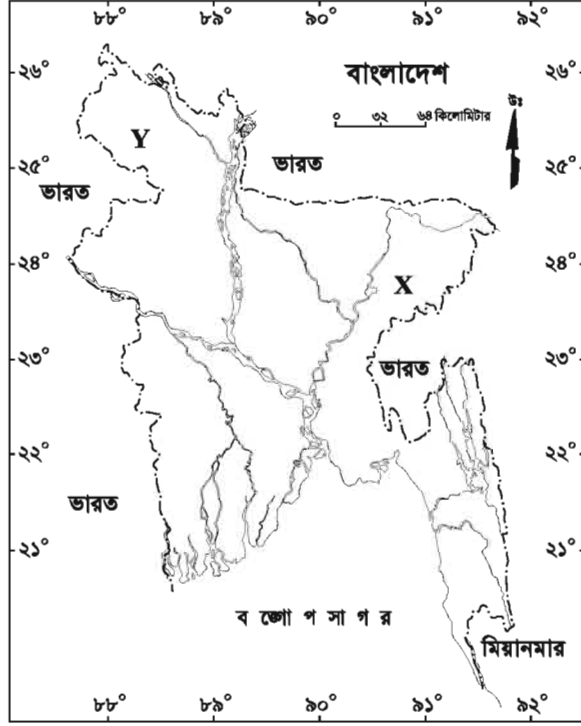 ৮৮° ৮৯° ৯০° ৯১° ৯২°
২৬° বাংলাদেশ ২৬°
০ ৩২ ৬৪ কিলোমিটার
উঃ
Y
২৫° ভারত ২৫°
ভারত
২৪° X ২৪°
২৩° ভারত ২৩°
২২° ২২°
ভারত
২১° ২১°
ব ঙ্গো প সা গ র
মিয়ানমার
৮৮° ৮৯° ৯০° ৯১° ৯২°